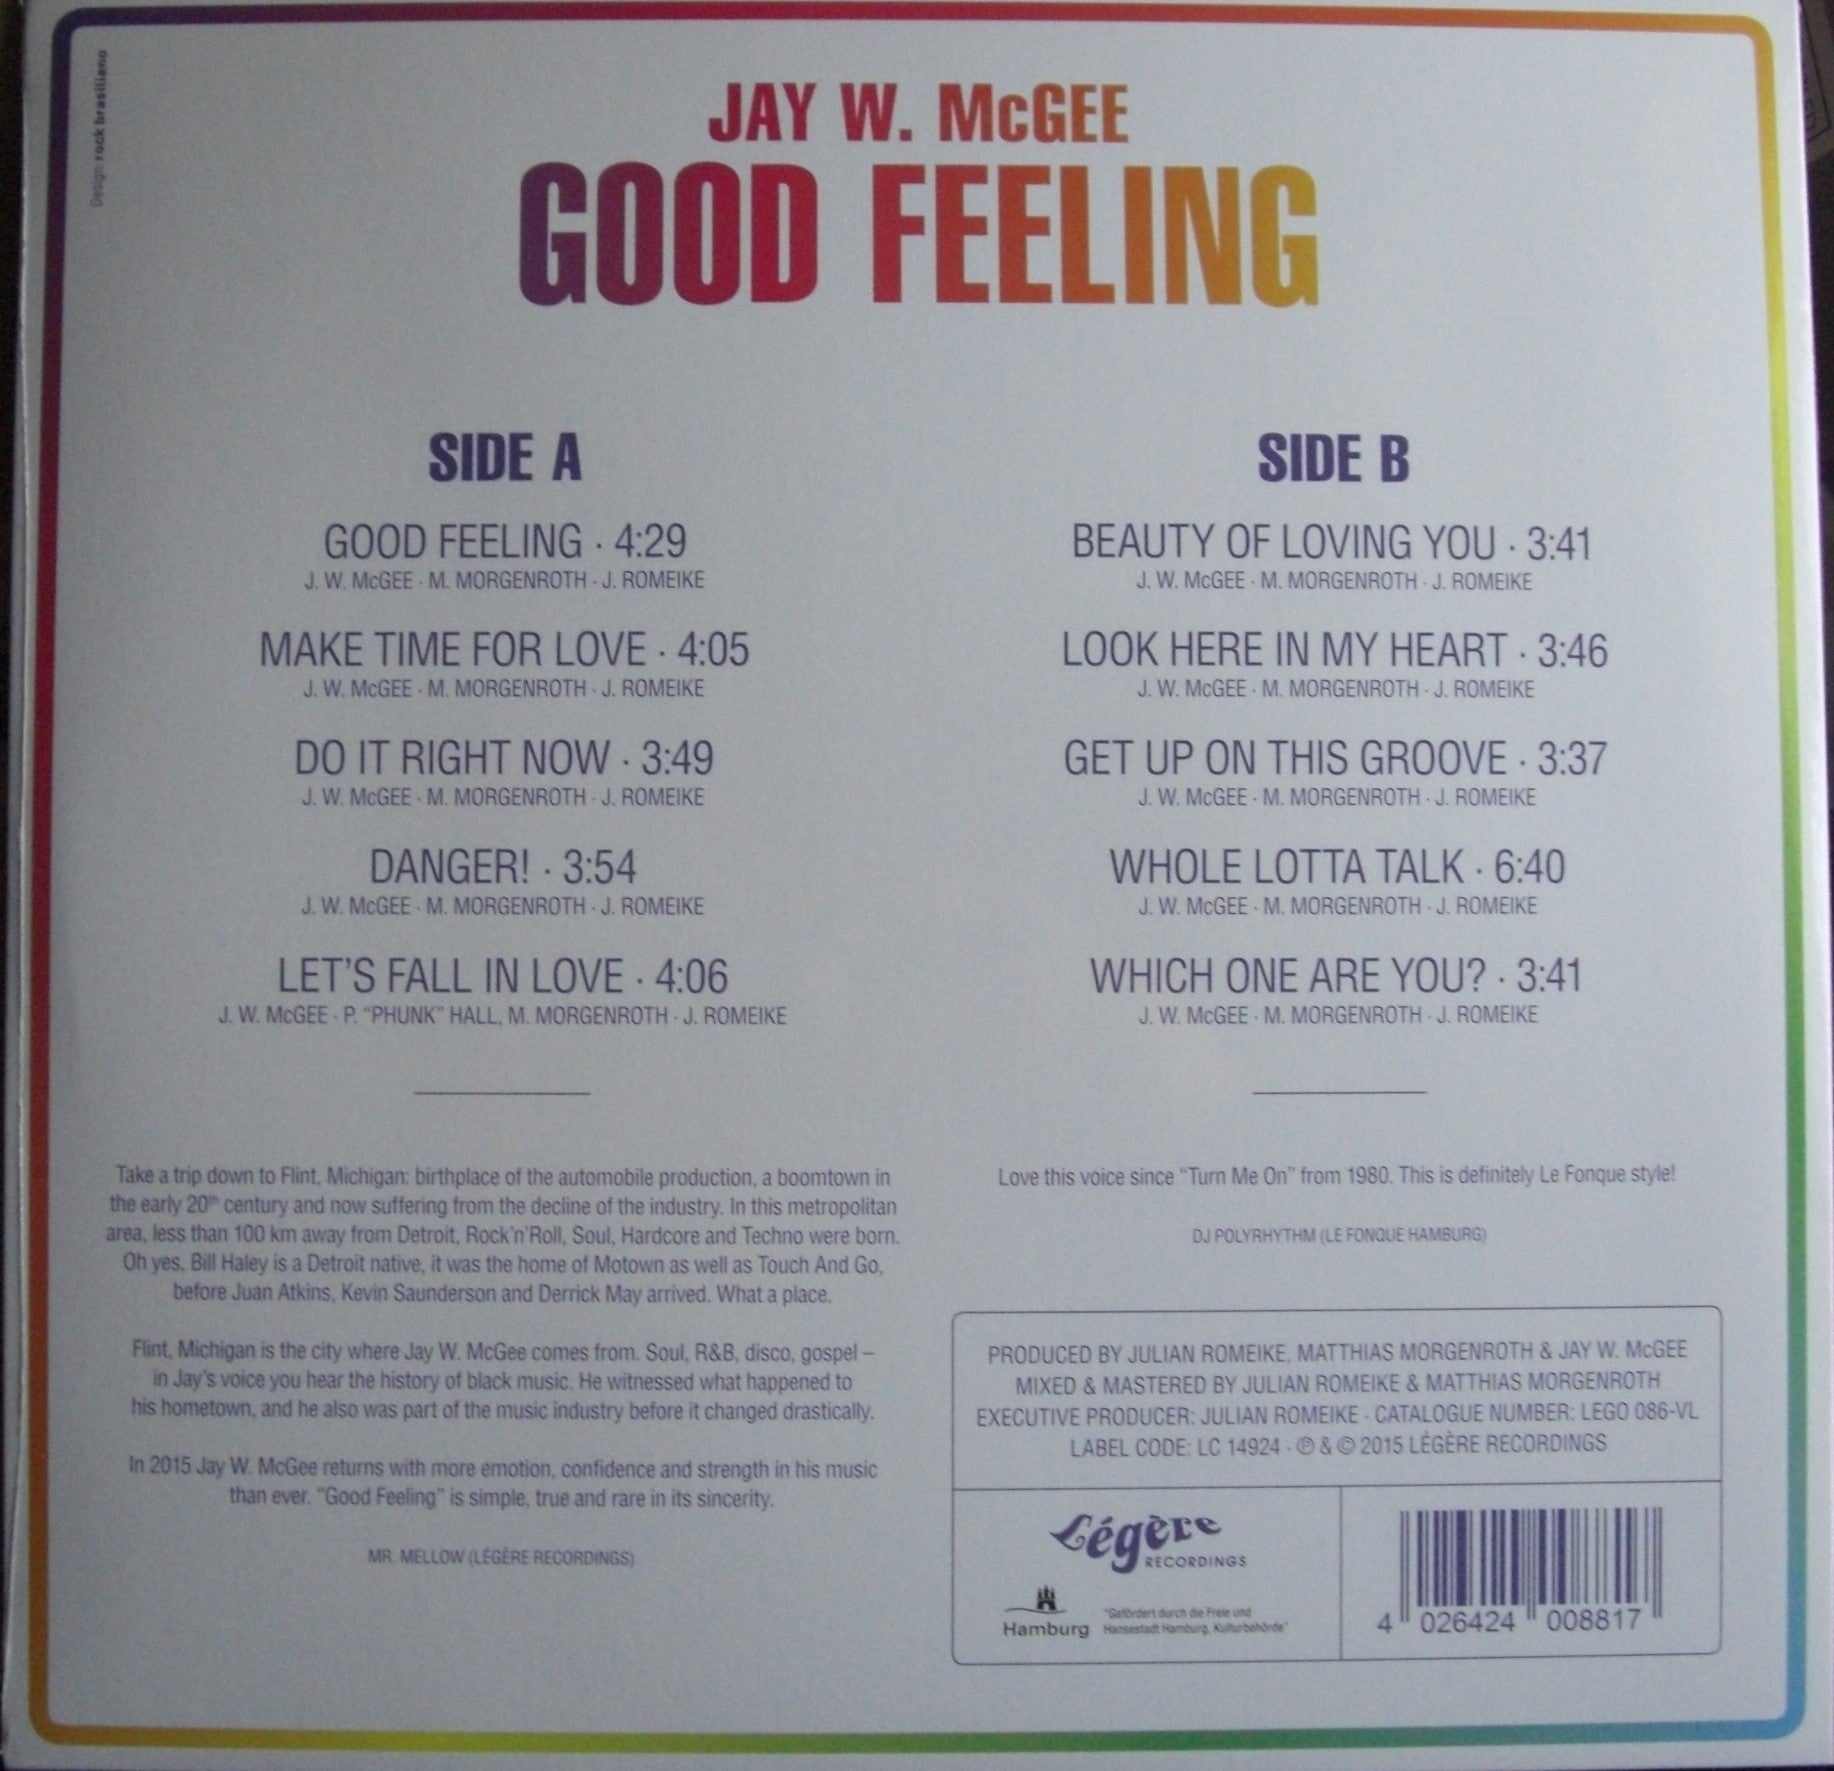 Design: rock brasiliano
JAY W. McGEE
GOOD FEELING
SIDE A
GOOD FEELING · 4:29
J. W. McGEE · M. MORGENROTH · J. ROMEIKE
MAKE TIME FOR LOVE · 4:05
J. W. McGEE · M. MORGENROTH · J. ROMEIKE
DO IT RIGHT NOW · 3:49
J. W. McGEE · M. MORGENROTH · J. ROMEIKE
DANGER! · 3:54
J. W. McGEE · M. MORGENROTH · J. ROMEIKE
LET'S FALL IN LOVE · 4:06
J. W. McGEE · P. "PHUNK" HALL, M. MORGENROTH · J. ROMEIKE
Take a trip down to Flint, Michigan: birthplace of the automobile production, a boomtown in
the early 20th century and now suffering from the decline of the industry. In this metropolitan
area, less than 100 km away from Detroit, Rock'n'Roll, Soul, Hardcore and Techno were born.
Oh yes, Bill Haley is a Detroit native, it was the home of Motown as well as Touch And Go,
before Juan Atkins, Kevin Saunderson and Derrick May arrived. What a place.
Flint, Michigan is the city where Jay W. McGee comes from. Soul, R&B, disco, gospel –
in Jay's voice you hear the history of black music. He witnessed what happened to
his hometown, and he also was part of the music industry before it changed drastically.
In 2015 Jay W. McGee returns with more emotion, confidence and strength in his music
than ever. "Good Feeling" is simple, true and rare in its sincerity.
MR. MELLOW (LÉGÈRE RECORDINGS)
SIDE B
BEAUTY OF LOVING YOU · 3:41
J. W. McGEE · M. MORGENROTH · J. ROMEIKE
LOOK HERE IN MY HEART · 3:46
J. W. McGEE · M. MORGENROTH · J. ROMEIKE
GET UP ON THIS GROOVE · 3:37
J. W. McGEE · M. MORGENROTH · J. ROMEIKE
WHOLE LOTTA TALK · 6:40
J. W. McGEE · M. MORGENROTH · J. ROMEIKE
WHICH ONE ARE YOU? · 3:41
J. W. McGEE · M. MORGENROTH · J. ROMEIKE
Love this voice since "Turn Me On" from 1980. This is definitely Le Fonque style!
DJ POLYRHYTHM (LE FONQUE HAMBURG)
PRODUCED BY JULIAN ROMEIKE, MATTHIAS MORGENROTH & JAY W. McGEE
MIXED & MASTERED BY JULIAN ROMEIKE & MATTHIAS MORGENROTH
EXECUTIVE PRODUCER: JULIAN ROMEIKE · CATALOGUE NUMBER: LEGO 086-VL
LABEL CODE: LC 14924 · ℗ & © 2015 LÉGÈRE RECORDINGS
Légère
RECORDINGS
Hamburg
"Gefördert durch die Freie und
Hansestadt Hamburg, Kulturbehörde"
4 026424 008817